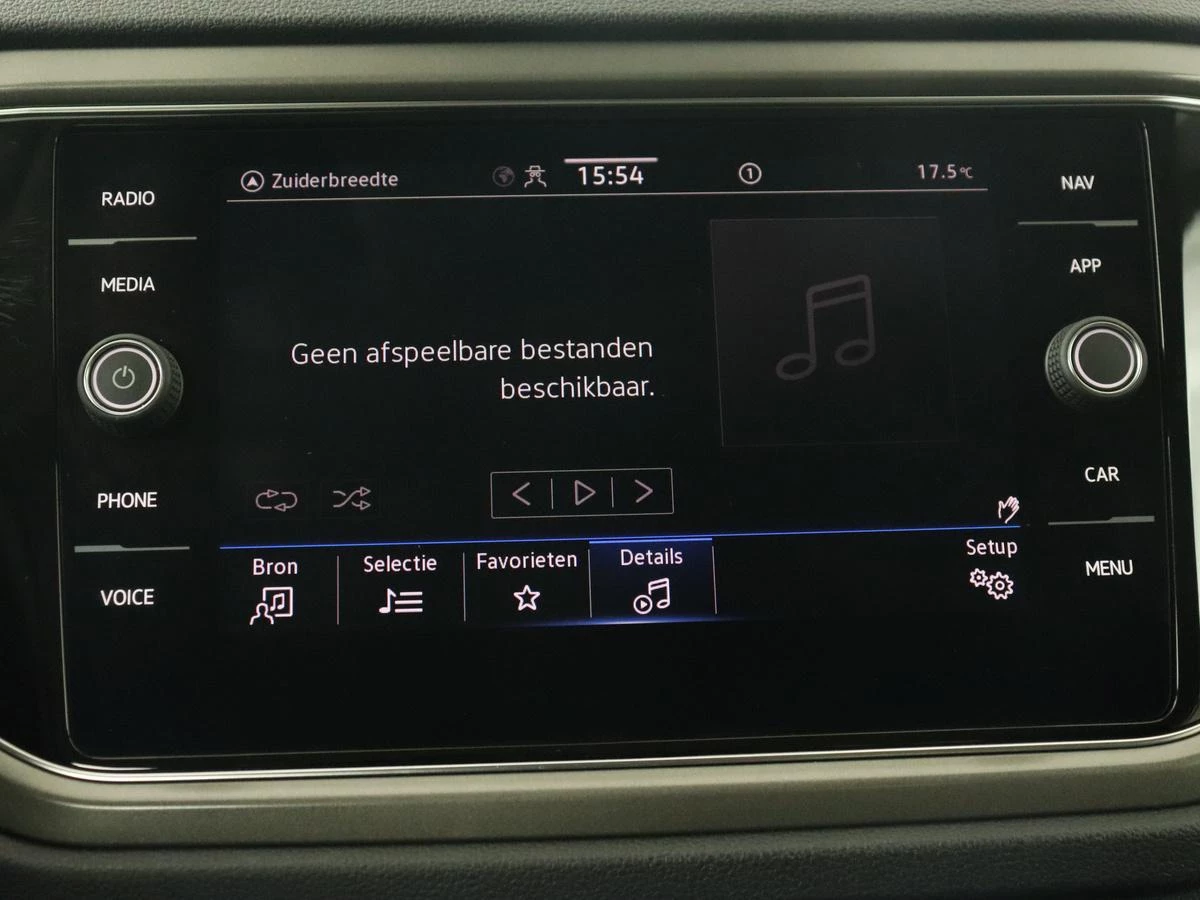 RADIO
MEDIA
PHONE
VOICE
Zuiderbreedte
15:54
1
17.5°C
Geen afspeelbare bestanden
beschikbaar.
Bron
Selectie
Favorieten
Details
Setup
NAV
APP
CAR
MENU